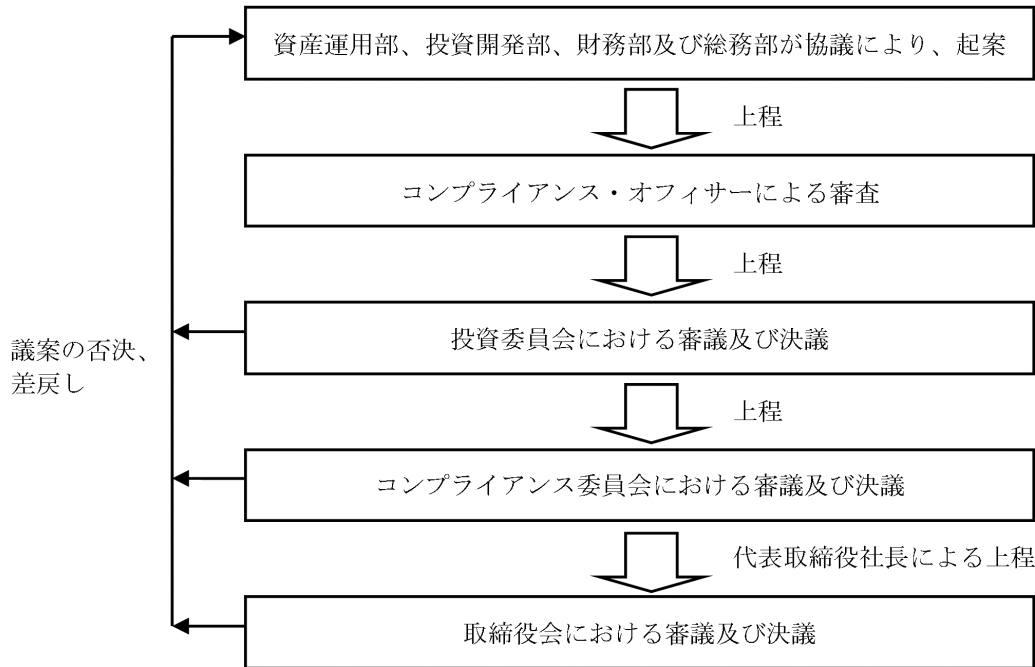 資産運用部、投資開発部、財務部及び総務部が協議により、起案
上程
コンプライアンス・オフィサーによる審査
上程
投資委員会における審議及び決議
議案の否決、
差戻し
上程
コンプライアンス委員会における審議及び決議
代表取締役社長による上程
取締役会における審議及び決議